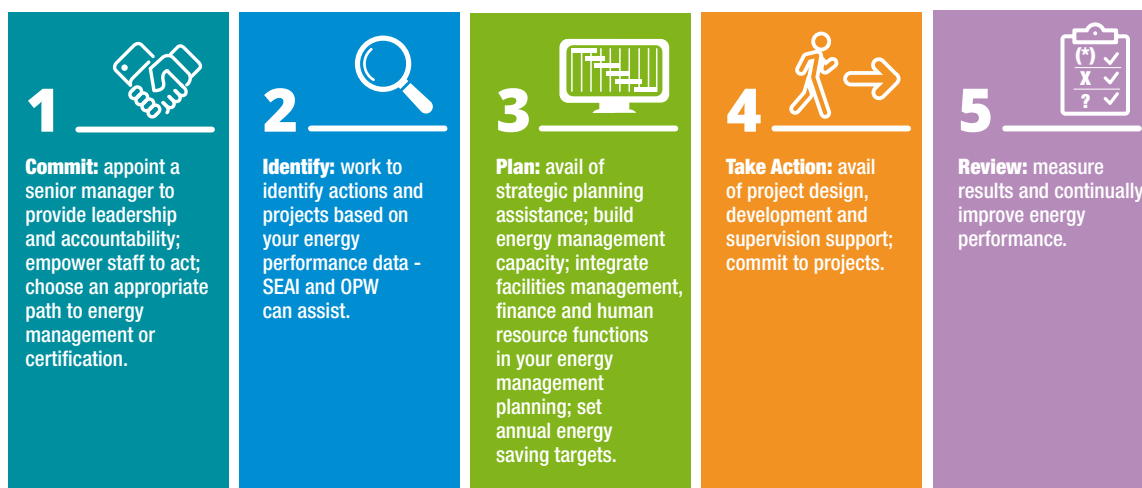 1
Commit: appoint a
senior manager to
provide leadership
and accountability;
empower staff to act;
choose an appropriate
path to energy
management or
certification.
2
Identify: work to
identify actions and
projects based on
your energy
performance data -
SEAI and OPW
can assist.
3
Plan: avail of
strategic planning
assistance; build
energy management
capacity; integrate
facilities management,
finance and human
resource functions
in your energy
management
planning; set
annual energy
saving targets.
4
Take Action: avail
of project design,
development and
supervision support;
commit to projects.
(*)
X
?
5
Review: measure
results and continually
improve energy
performance.